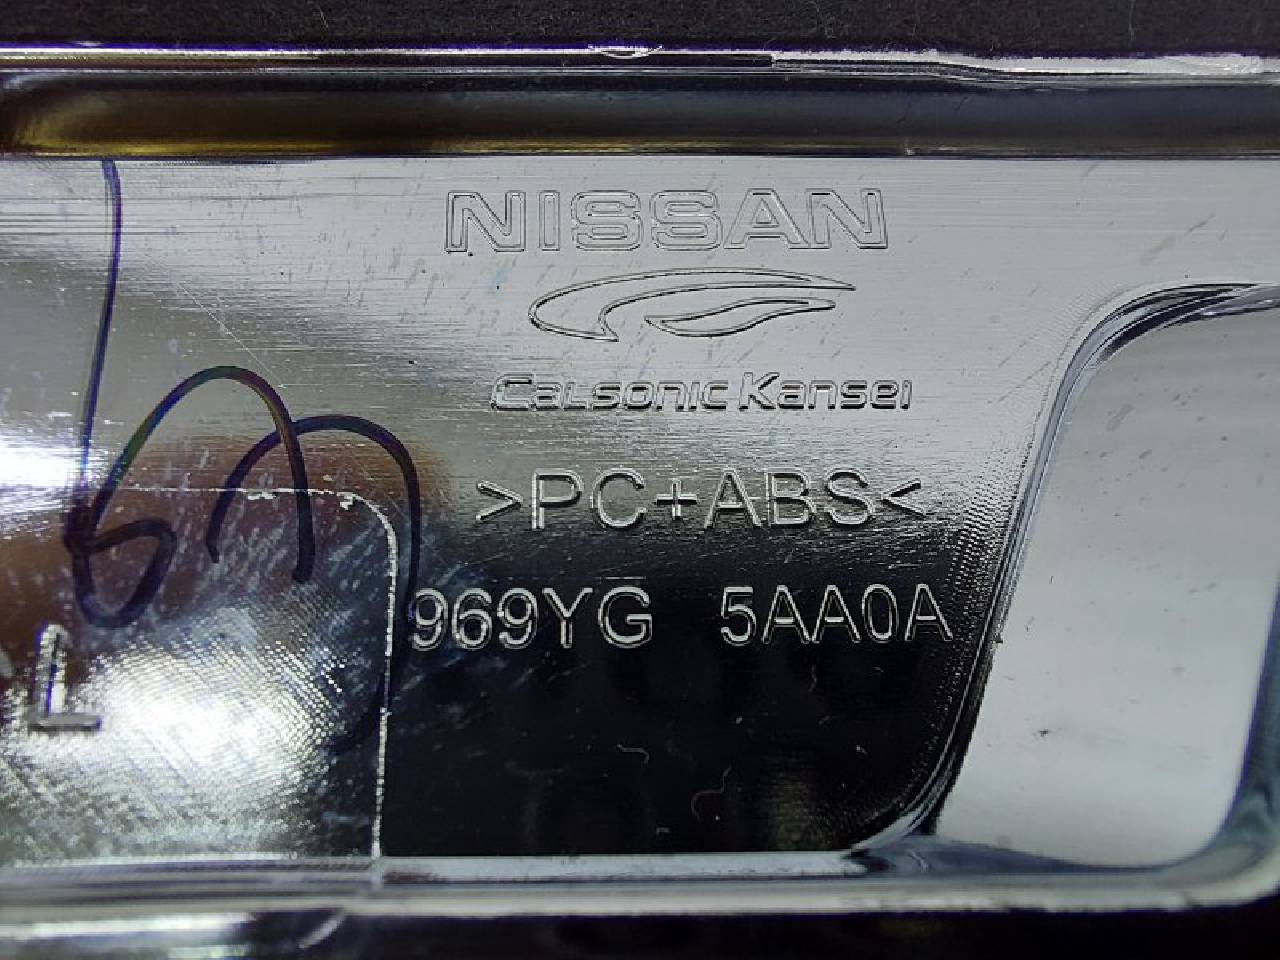 NISSAN
Calsonic Kansei
>PC+ABS<
969YG 5AA0A